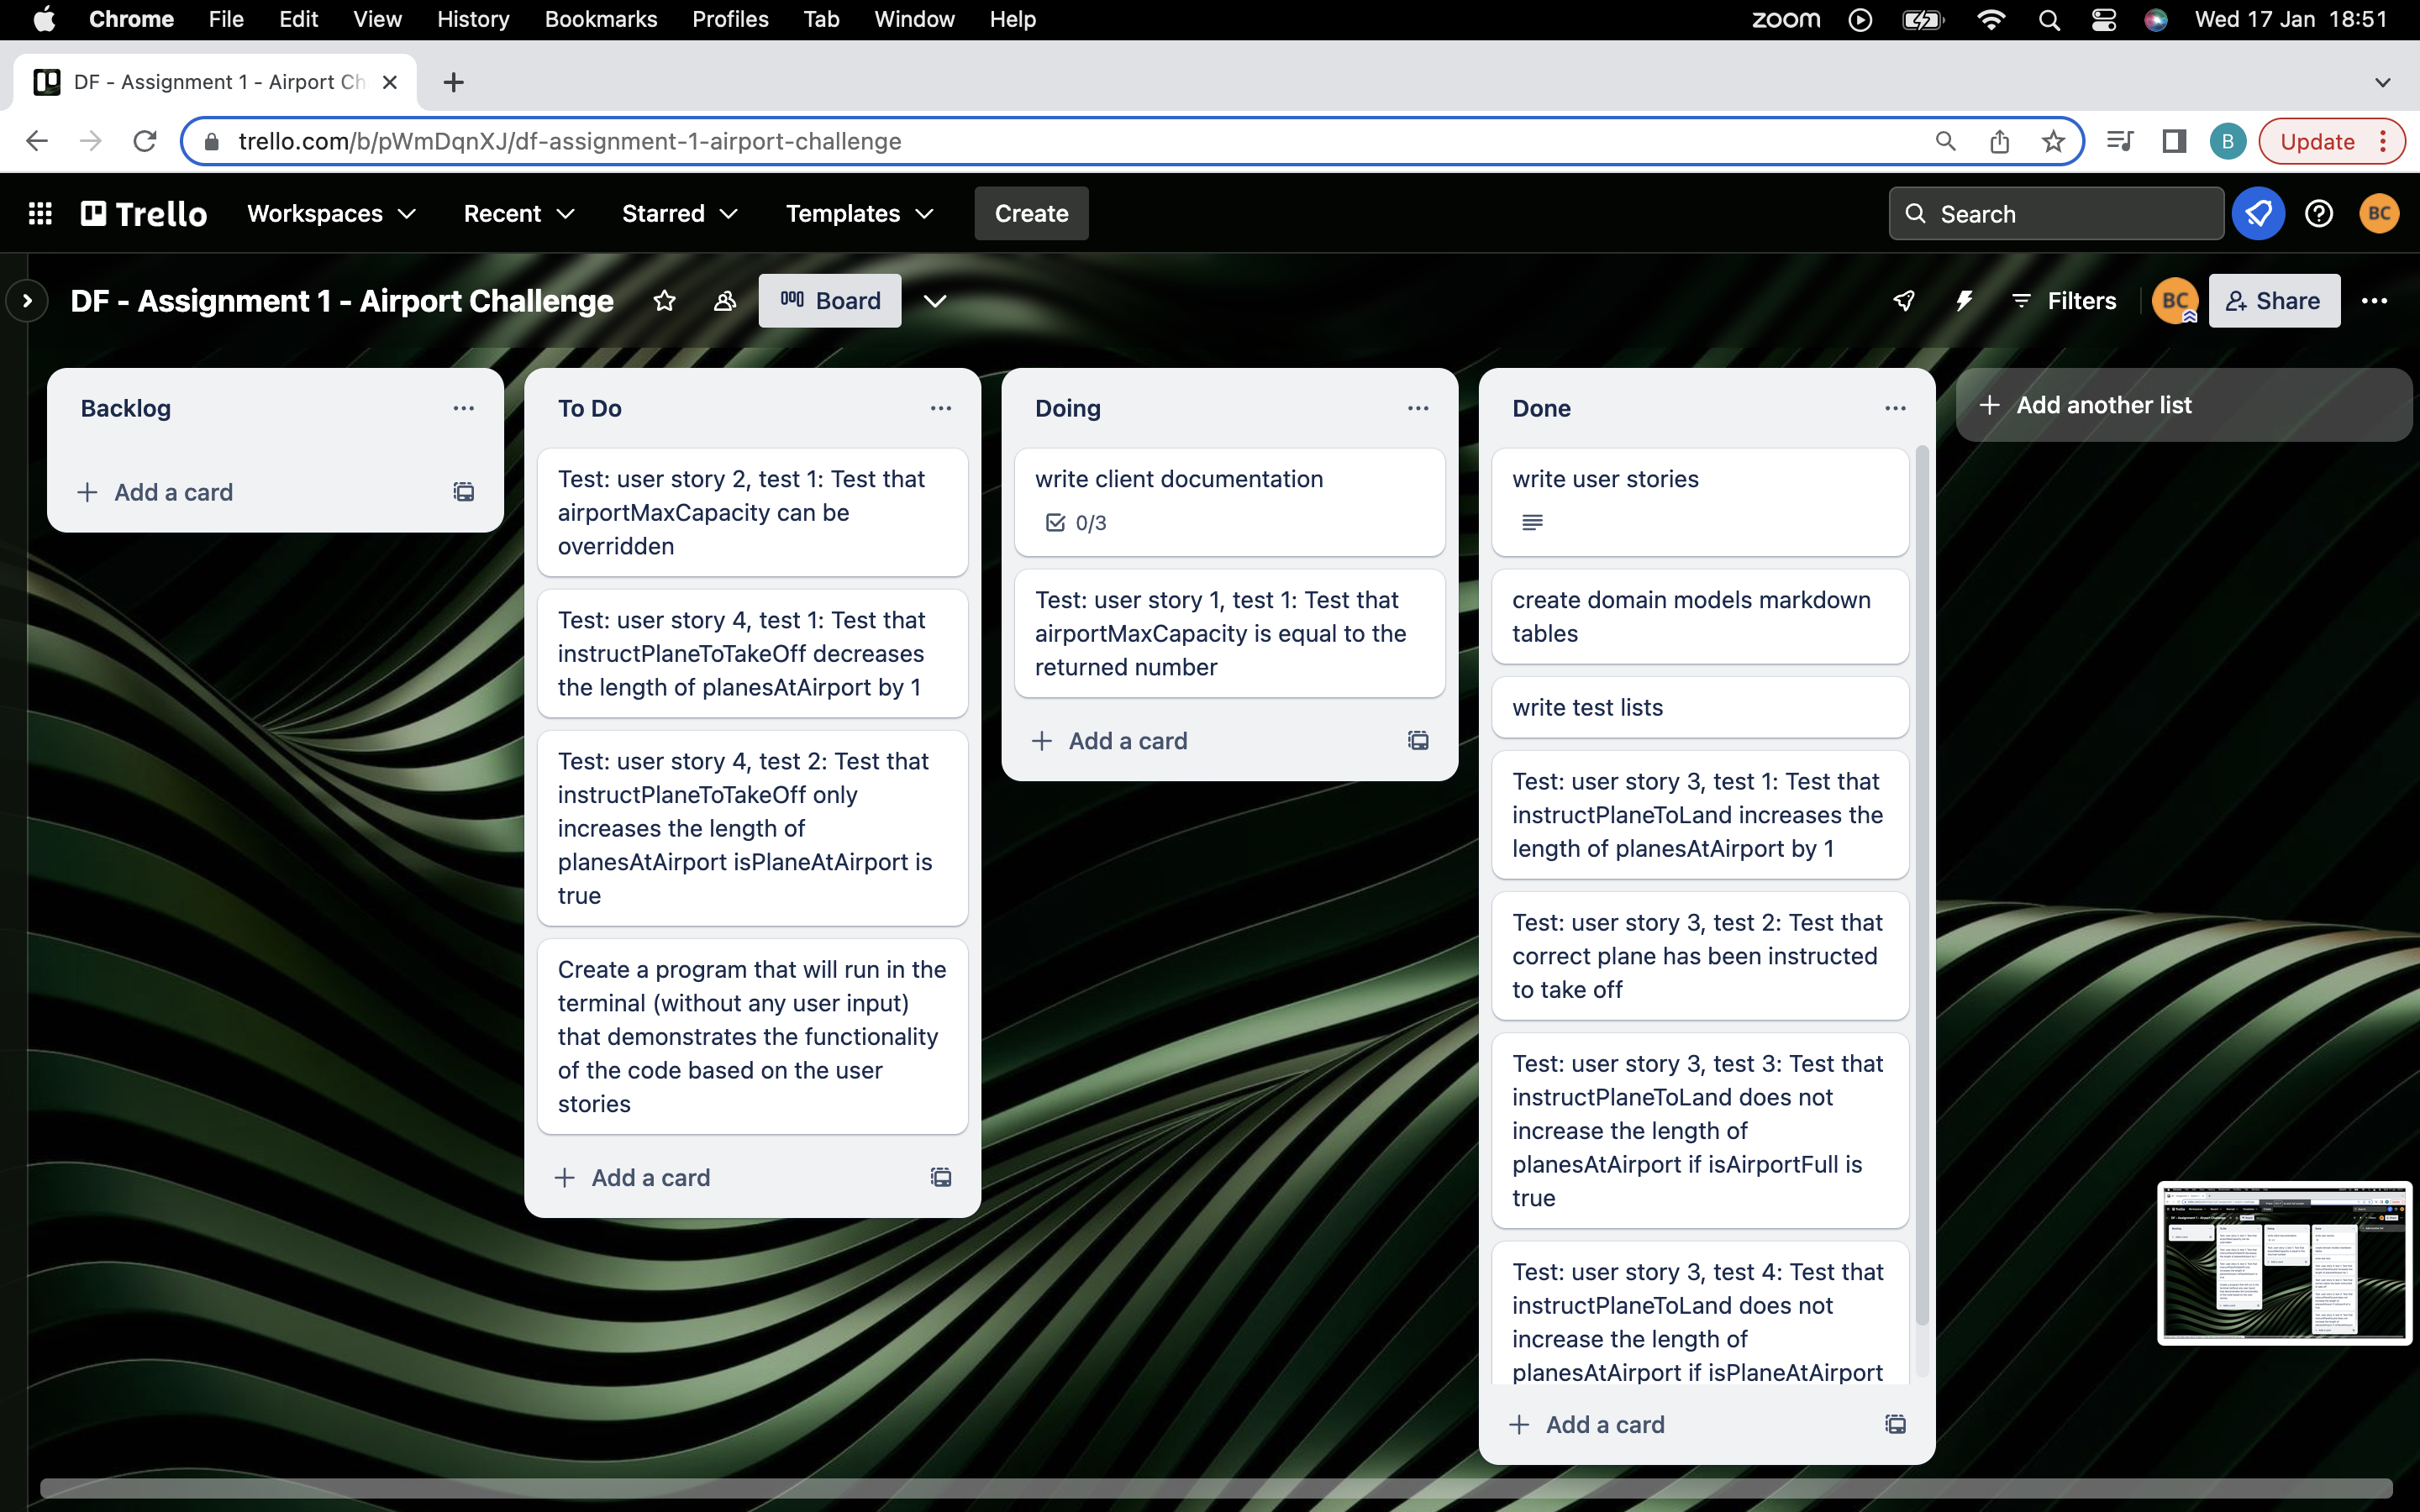 Chrome File Edit View History Bookmarks Profiles Tab Window Help zoom Wed 17 Jan 18:51
DF - Assignment 1 - Airport Ch
trello.com/b/pWmDqnXJ/df-assignment-1-airport-challenge B Update
Trello Workspaces Recent Starred Templates Create Search BC
DF - Assignment 1 - Airport Challenge Board Filters BC Share
Backlog
Add a card
To Do
Test: user story 2, test 1: Test that
airportMaxCapacity can be
overridden
Test: user story 4, test 1: Test that
instructPlaneToTakeOff decreases
the length of planesAtAirport by 1
Test: user story 4, test 2: Test that
instructPlaneToTakeOff only
increases the length of
planesAtAirport isPlaneAtAirport is
true
Create a program that will run in the
terminal (without any user input)
that demonstrates the functionality
of the code based on the user
stories
Add a card
Doing
write client documentation
0/3
Test: user story 1, test 1: Test that
airportMaxCapacity is equal to the
returned number
Add a card
Done
write user stories
create domain models markdown
tables
write test lists
Test: user story 3, test 1: Test that
instructPlaneToLand increases the
length of planesAtAirport by 1
Test: user story 3, test 2: Test that
correct plane has been instructed
to take off
Test: user story 3, test 3: Test that
instructPlaneToLand does not
increase the length of
planesAtAirport if isAirportFull is
true
Test: user story 3, test 4: Test that
instructPlaneToLand does not
increase the length of
planesAtAirport if isPlaneAtAirport
Add a card
Add another list